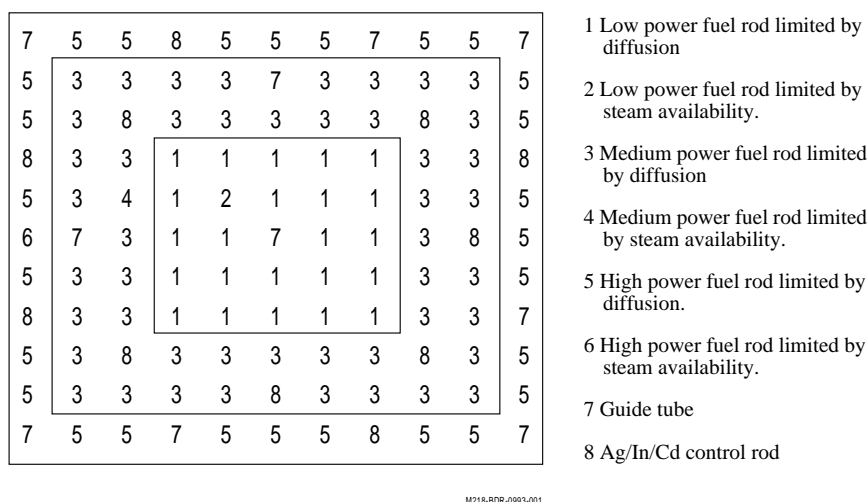 7 5 5 8 5 5 5 7 5 5 7
5 3 3 3 3 7 3 3 3 3 5
5 3 8 3 3 3 3 3 8 3 5
8 3 3 1 1 1 1 1 3 3 8
5 3 4 1 2 1 1 1 3 3 5
6 7 3 1 1 7 1 1 3 8 5
5 3 3 1 1 1 1 1 3 3 5
8 3 3 1 1 1 1 1 3 3 7
5 3 8 3 3 3 3 3 8 3 5
5 3 3 3 3 8 3 3 3 3 5
7 5 5 7 5 5 5 8 5 5 7
M218-BDR-0993-001
1 Low power fuel rod limited by
diffusion
2 Low power fuel rod limited by
steam availability.
3 Medium power fuel rod limited
by diffusion
4 Medium power fuel rod limited
by steam availability.
5 High power fuel rod limited by
diffusion.
6 High power fuel rod limited by
steam availability.
7 Guide tube
8 Ag/In/Cd control rod